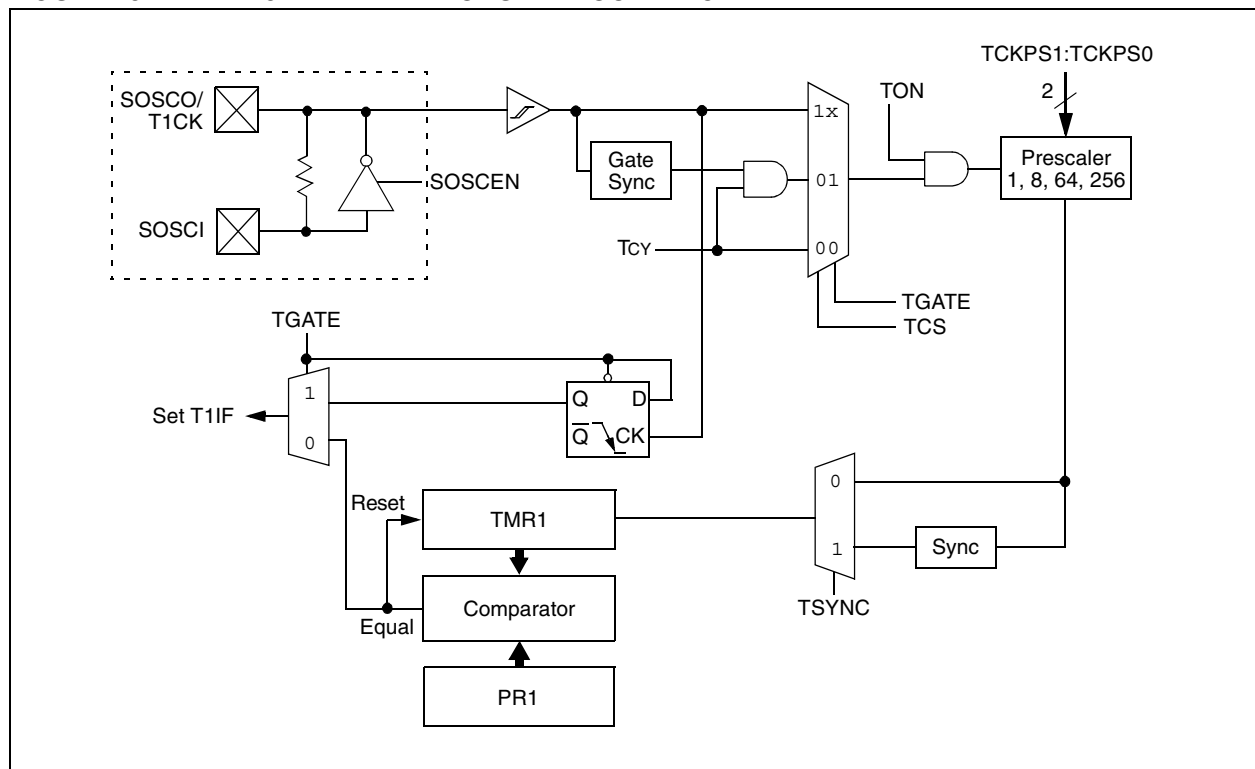 TCKPS1:TCKPS0
2
TON
SOSCO/
T1CK
1x
Gate
Sync
Prescaler
1, 8, 64, 256
SOSCEN
01
SOSCI
TCY
00
TGATE
TCS
TGATE
1
Q
D
Set T1IF
0
Q
CK
Reset
TMR1
0
1
Sync
Comparator
TSYNC
Equal
PR1